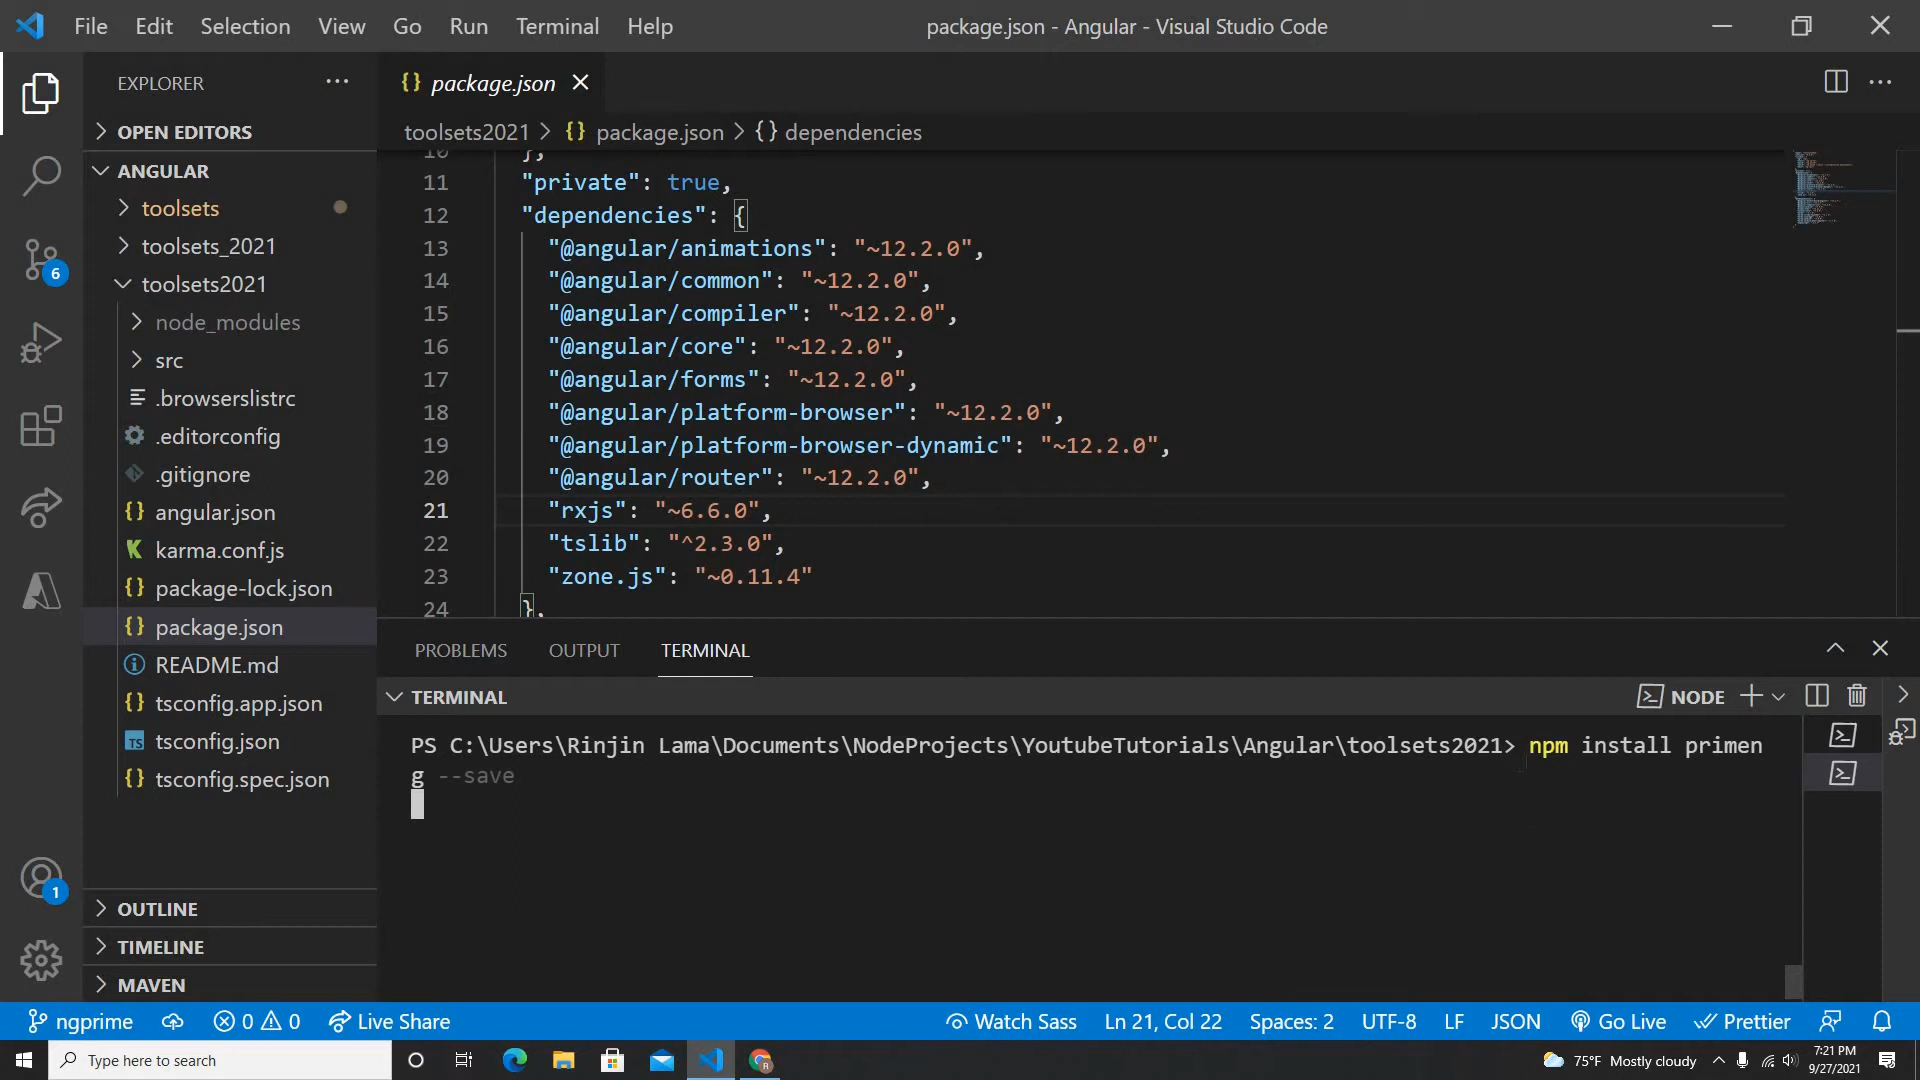 File Edit Selection View Go Run Terminal Help
package.json - Angular - Visual Studio Code
EXPLORER
OPEN EDITORS
ANGULAR
toolsets
toolsets_2021
toolsets2021
node_modules
src
.browserslistrc
.editorconfig
.gitignore
angular.json
karma.conf.js
package-lock.json
package.json
README.md
tsconfig.app.json
TS tsconfig.json
tsconfig.spec.json
OUTLINE
TIMELINE
MAVEN
6
1
{} package.json
toolsets2021 > {} package.json > {} dependencies
10 },
11 "private": true,
12 "dependencies": {
13 "@angular/animations": "~12.2.0",
14 "@angular/common": "~12.2.0",
15 "@angular/compiler": "~12.2.0",
16 "@angular/core": "~12.2.0",
17 "@angular/forms": "~12.2.0",
18 "@angular/platform-browser": "~12.2.0",
19 "@angular/platform-browser-dynamic": "~12.2.0",
20 "@angular/router": "~12.2.0",
21 "rxjs": "~6.6.0",
22 "tslib": "^2.3.0",
23 "zone.js": "~0.11.4"
24 },
PROBLEMS OUTPUT TERMINAL
TERMINAL
NODE
PS C:\Users\Rinjin Lama\Documents\NodeProjects\YoutubeTutorials\Angular\toolsets2021> npm install primen
g --save
ngprime 0 0 Live Share Watch Sass Ln 21, Col 22 Spaces: 2 UTF-8 LF JSON Go Live Prettier
Type here to search
75°F Mostly cloudy
7:21 PM
9/27/2021